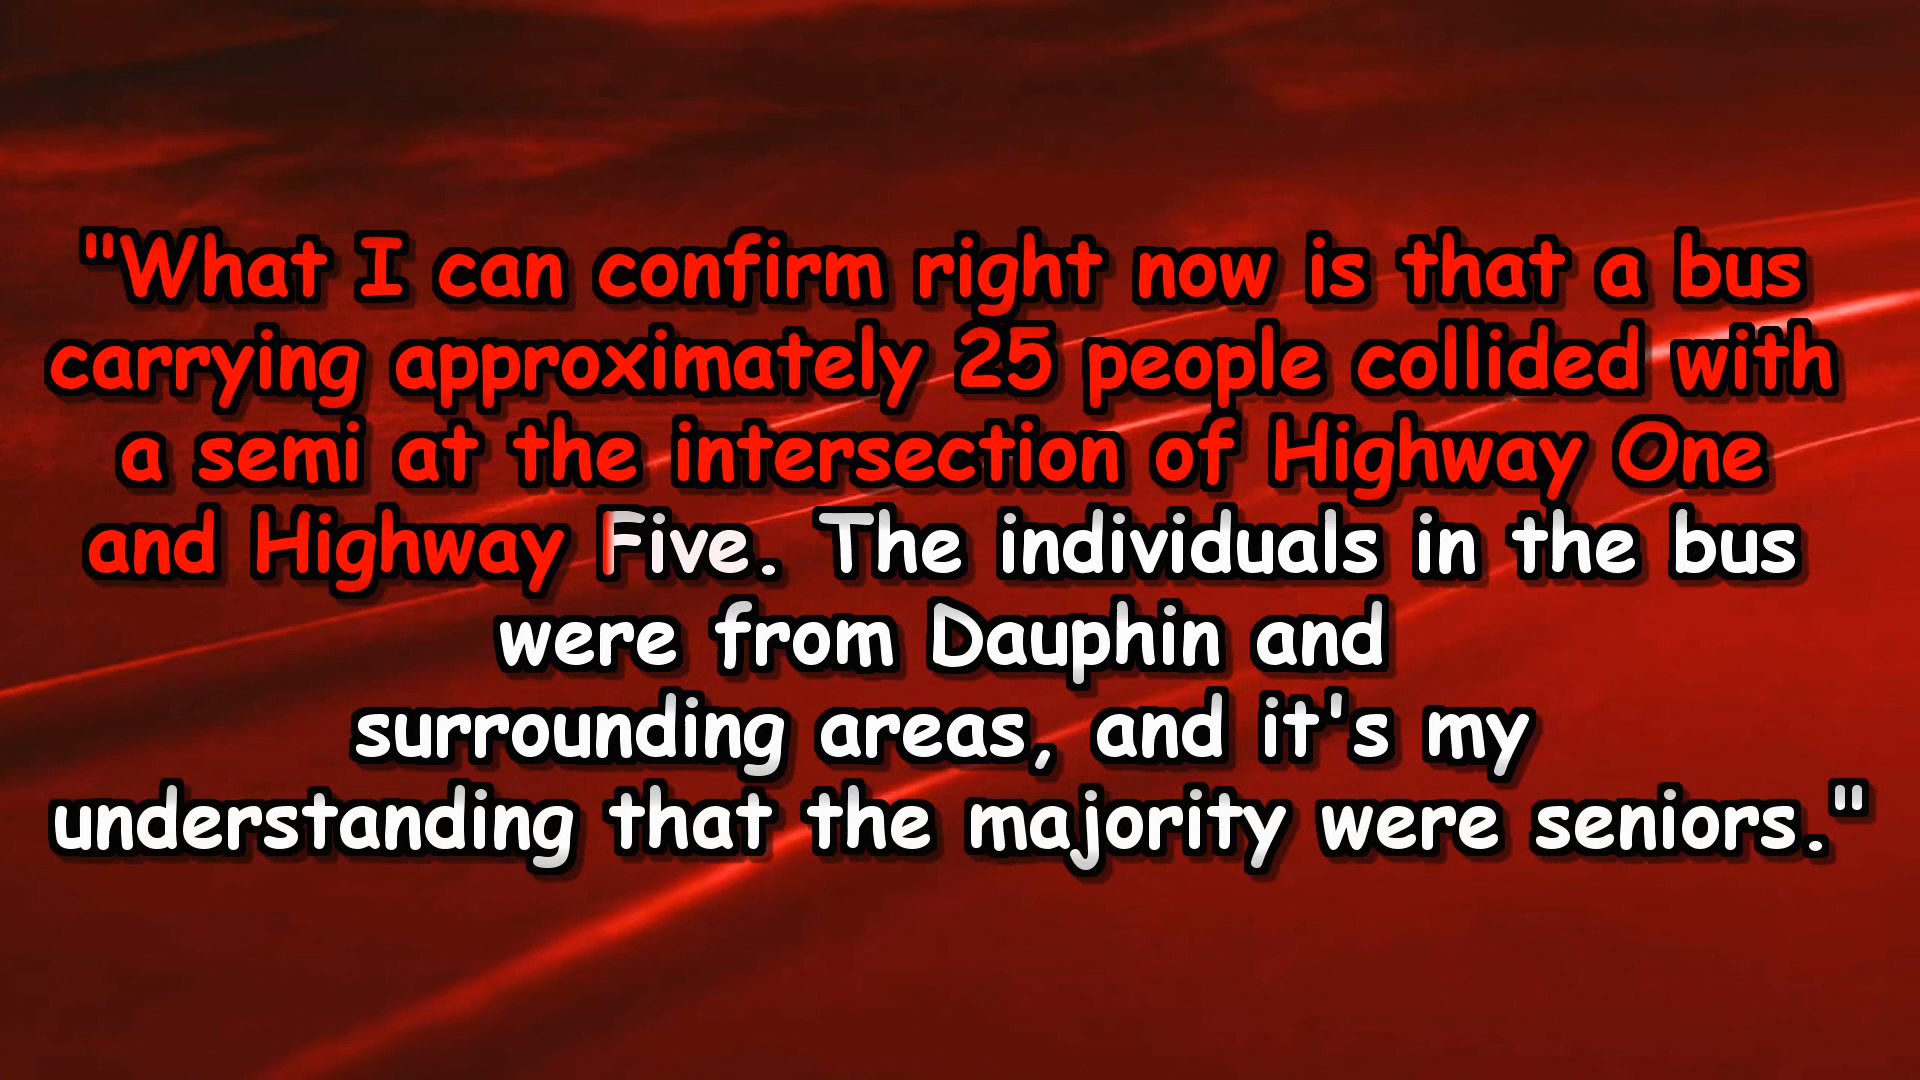 "What I can confirm right now is that a bus
carrying approximately 25 people collided with
a semi at the intersection of Highway One
and Highway Five. The individuals in the bus
were from Dauphin and
surrounding areas, and it's my
understanding that the majority were seniors."